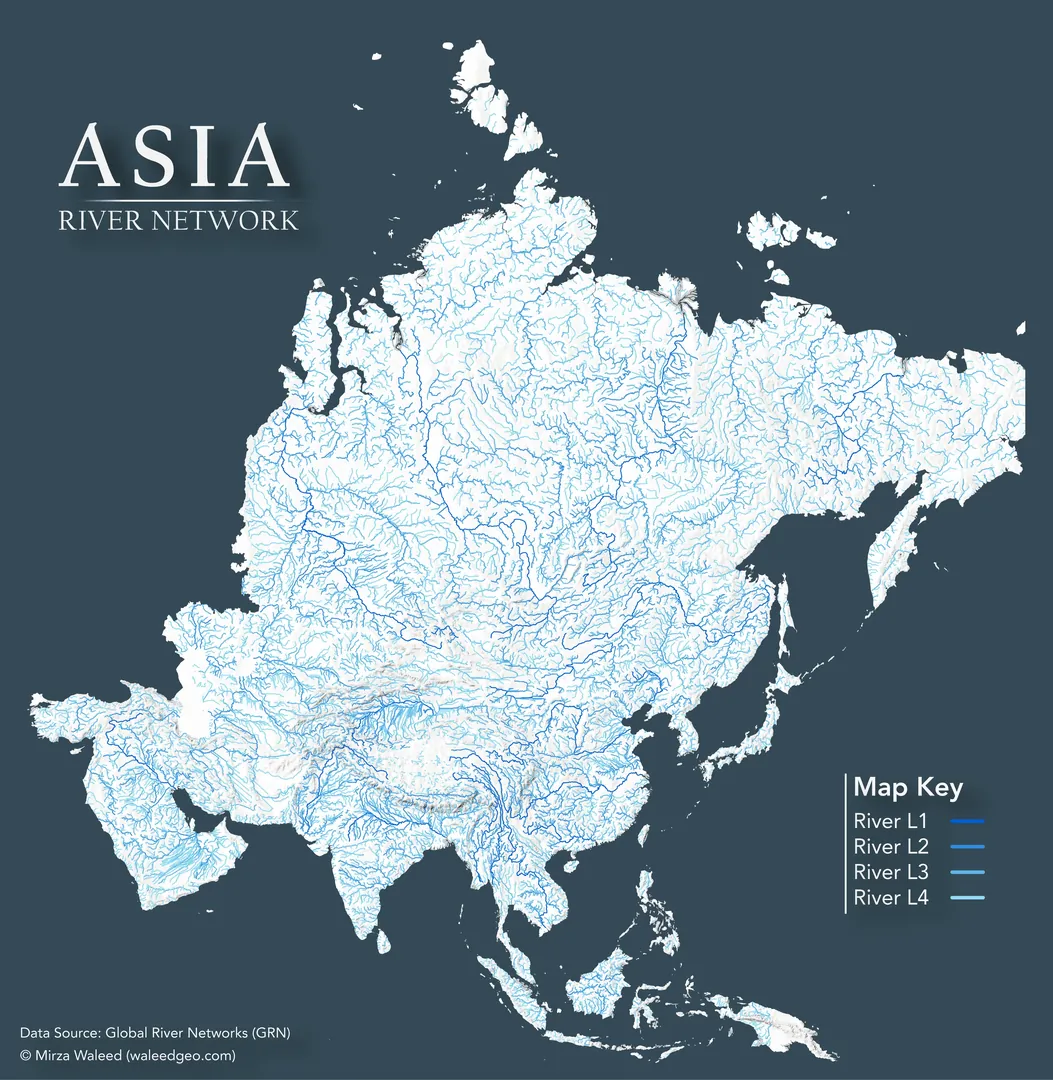 ASIA
RIVER NETWORK
Map Key
River L1
River L2
River L3
River L4
Data Source: Global River Networks (GRN)
© Mirza Waleed (waleedgeo.com)